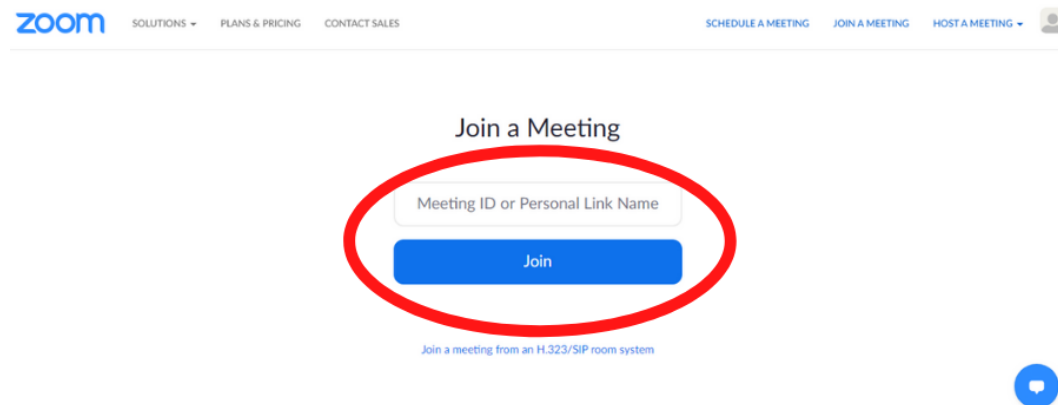 zoom SOLUTIONS PLANS & PRICING CONTACT SALES SCHEDULE A MEETING JOIN A MEETING HOST A MEETING
Join a Meeting
Meeting ID or Personal Link Name
Join
Join a meeting from an H.323/SIP room system